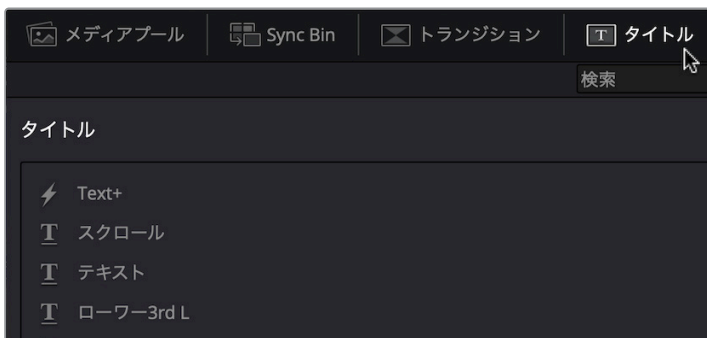 メディアプール Sync Bin トランジション タイトル
検索
タイトル
Text+
スクロール
テキスト
ローワー3rd L